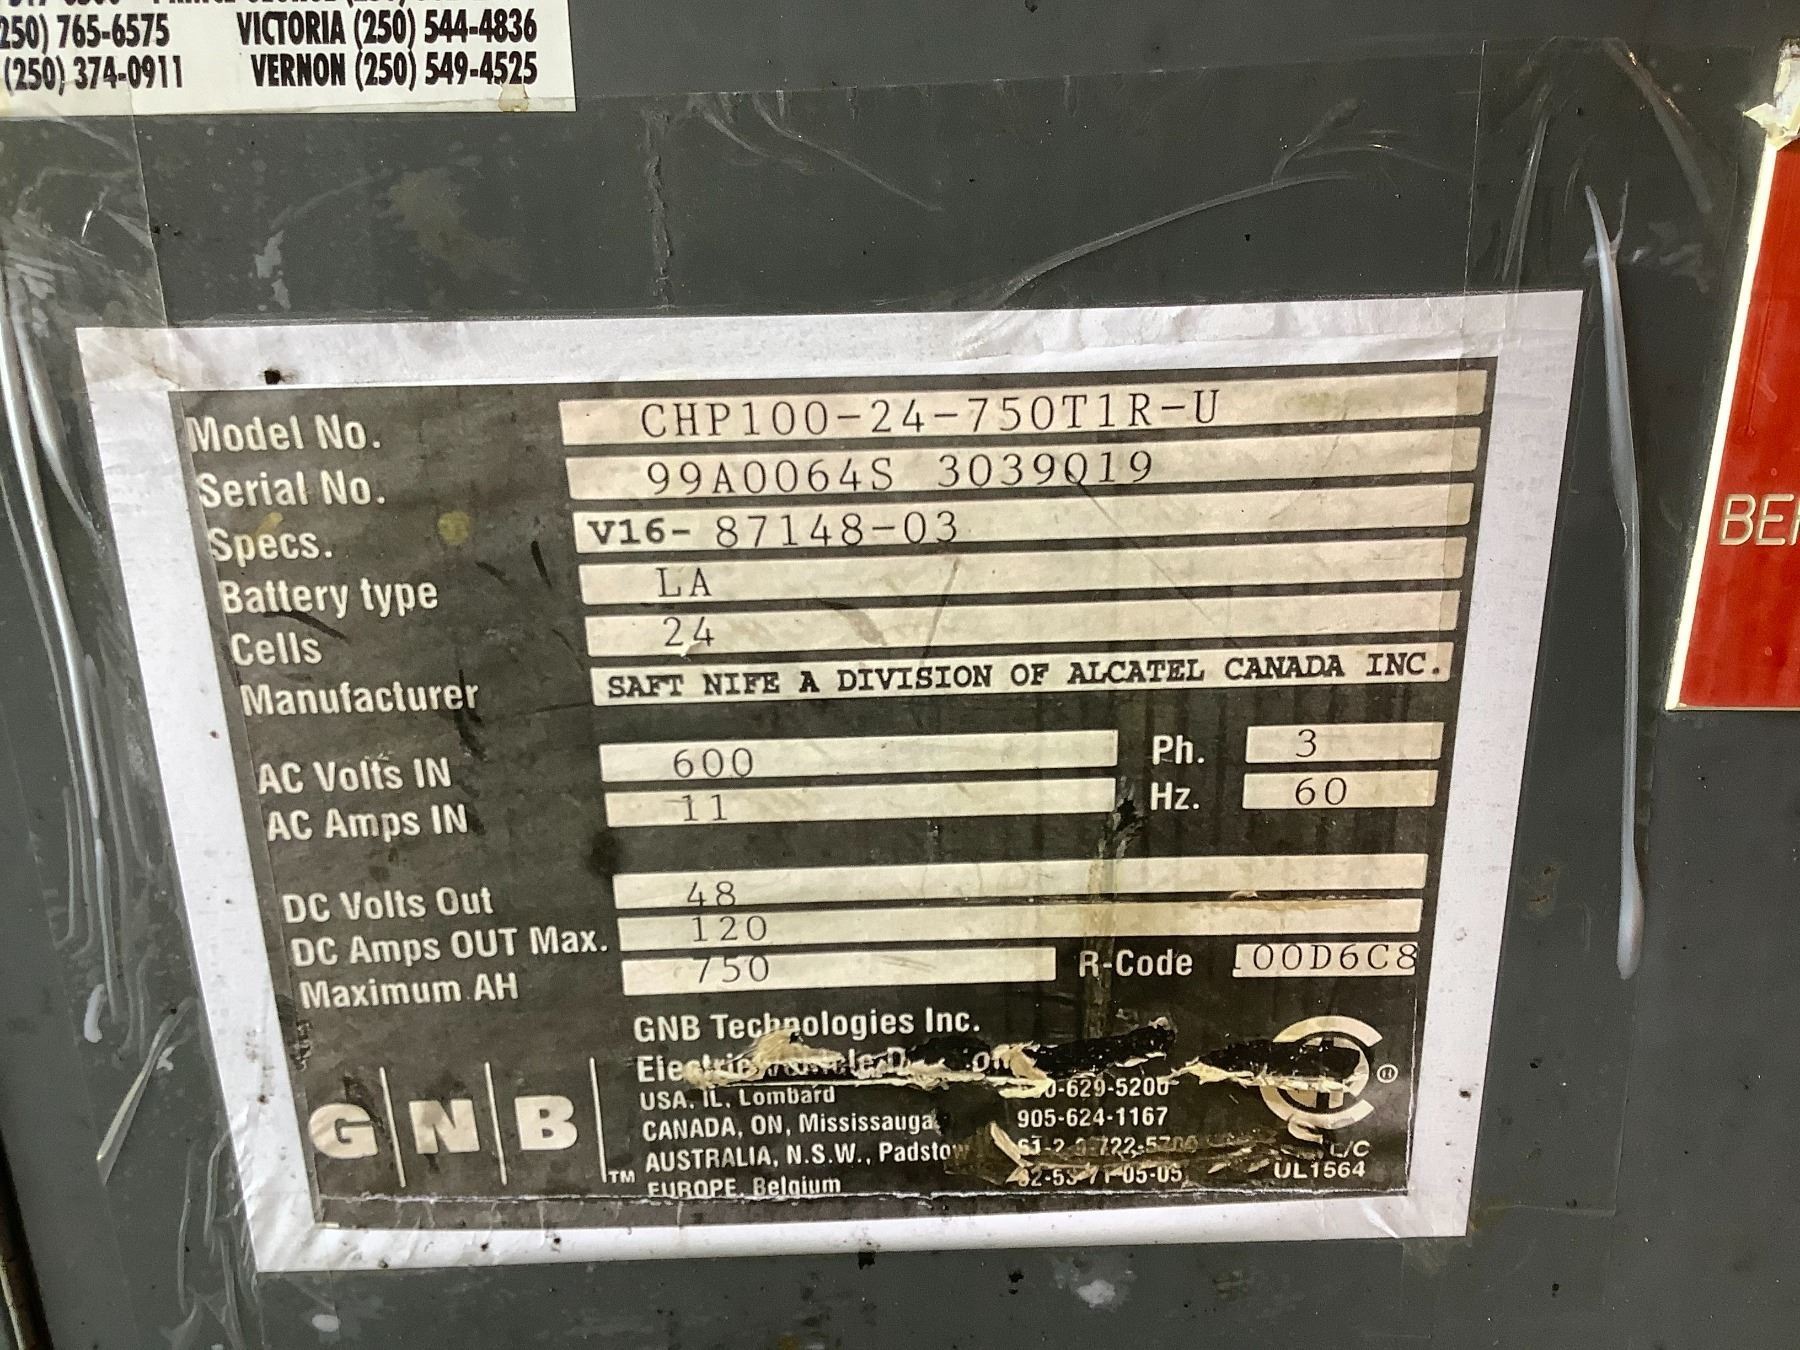 250) 765-6575 VICTORIA (250) 544-4836
(250) 374-0911 VERNON (250) 549-4525
BE
Model No. CHP100-24-750T1R-U
Serial No. 99A0064S 3039019
Specs. V16- 87148-03
Battery type LA
Cells 24
Manufacturer SAFT NIFE A DIVISION OF ALCATEL CANADA INC.
AC Volts IN 600 Ph. 3
AC Amps IN 11 Hz. 60
DC Volts Out 48
DC Amps OUT Max. 120
Maximum AH 750 R-Code 00D6C8
GNB Technologies Inc.
USA, IL, Lombard 0-629-5200
CANADA, ON, Mississauga 905-624-1167
AUSTRALIA, N.S.W., Padstow
EUROPE, Belgium
G|N|B|™
®
L/C
UL1564